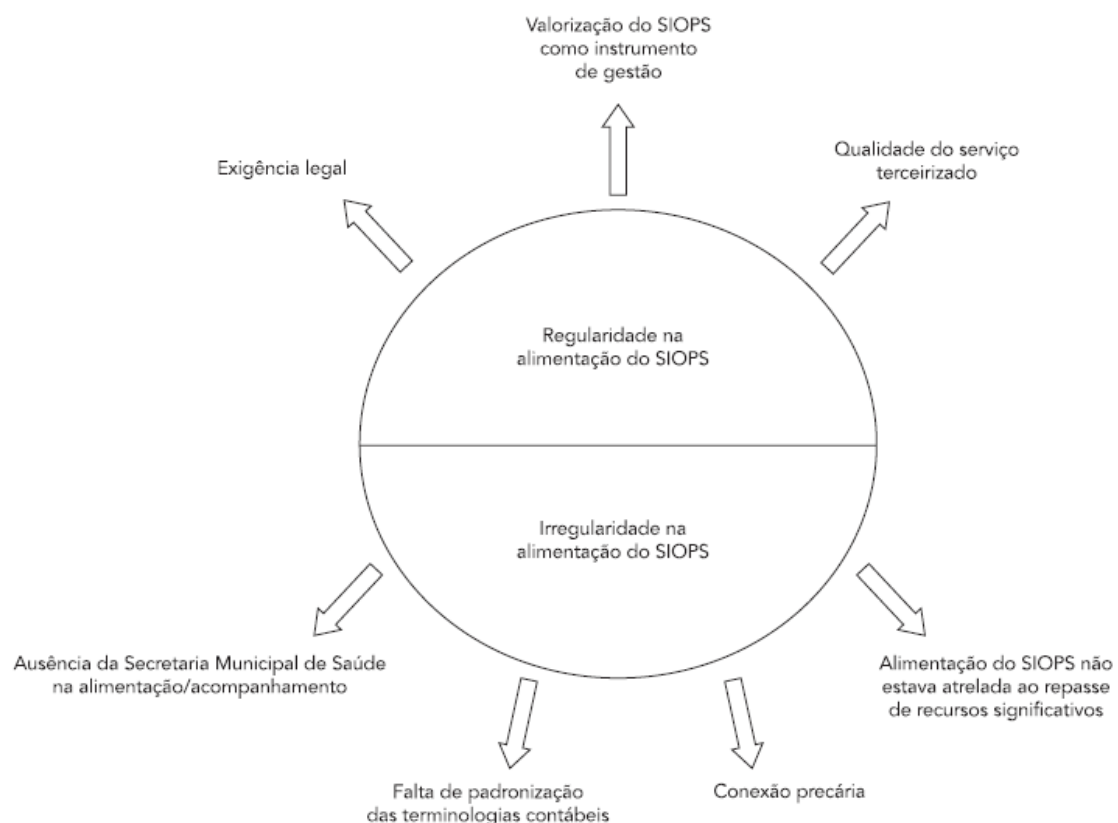 Valorização do SIOPS
como instrumento
de gestão
Exigência legal
Qualidade do serviço
terceirizado
Regularidade na
alimentação do SIOPS
Irregularidade na
alimentação do SIOPS
Ausência da Secretaria Municipal de Saúde
na alimentação/acompanhamento
Alimentação do SIOPS não
estava atrelada ao repasse
de recursos significativos
Falta de padronização
das terminologias contábeis
Conexão precária